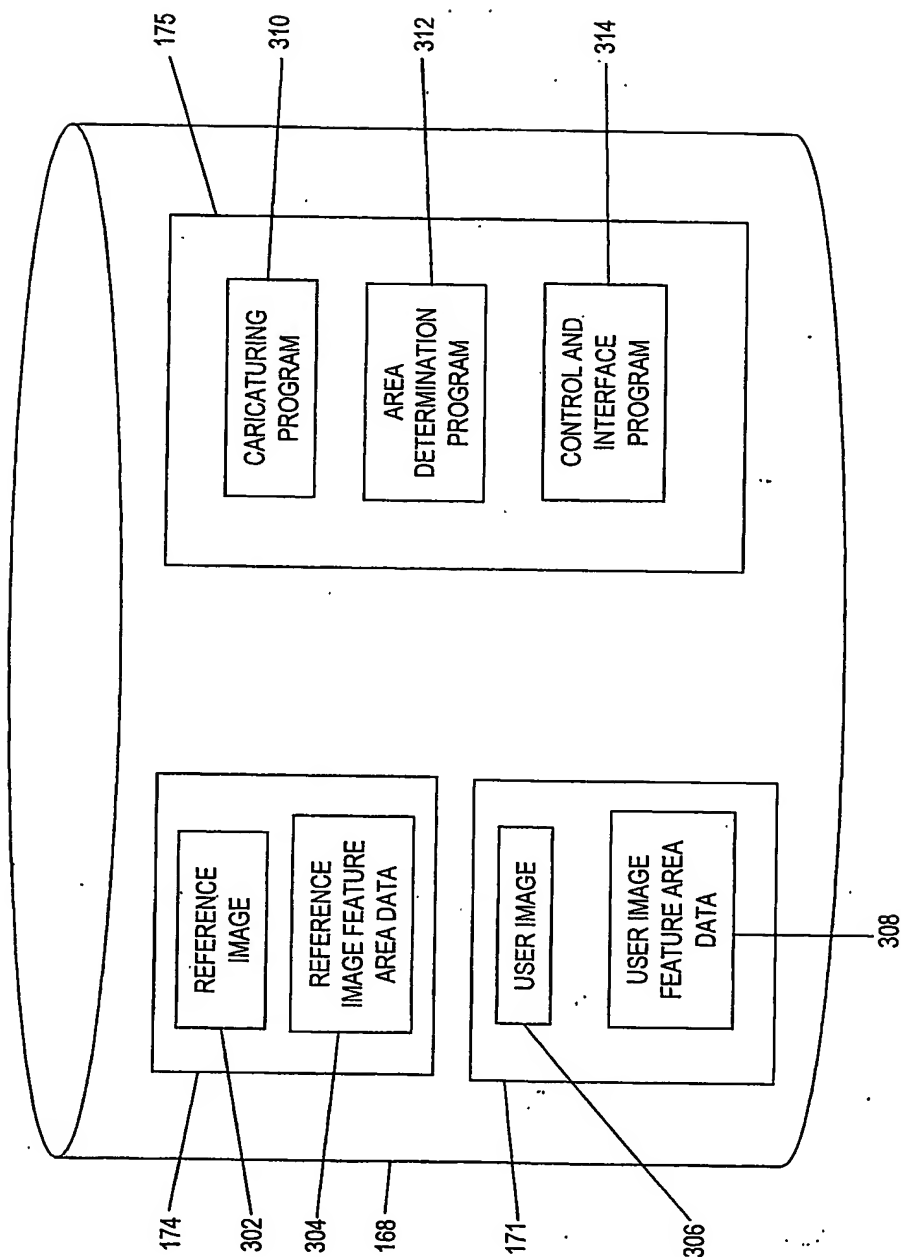 174
302
304
168
171
306
REFERENCE
IMAGE
REFERENCE
IMAGE FEATURE
AREA DATA
USER IMAGE
USER IMAGE
FEATURE AREA
DATA
308
CARICATURING
PROGRAM
AREA
DETERMINATION
PROGRAM
CONTROL AND
INTERFACE
PROGRAM
175
310
312
314